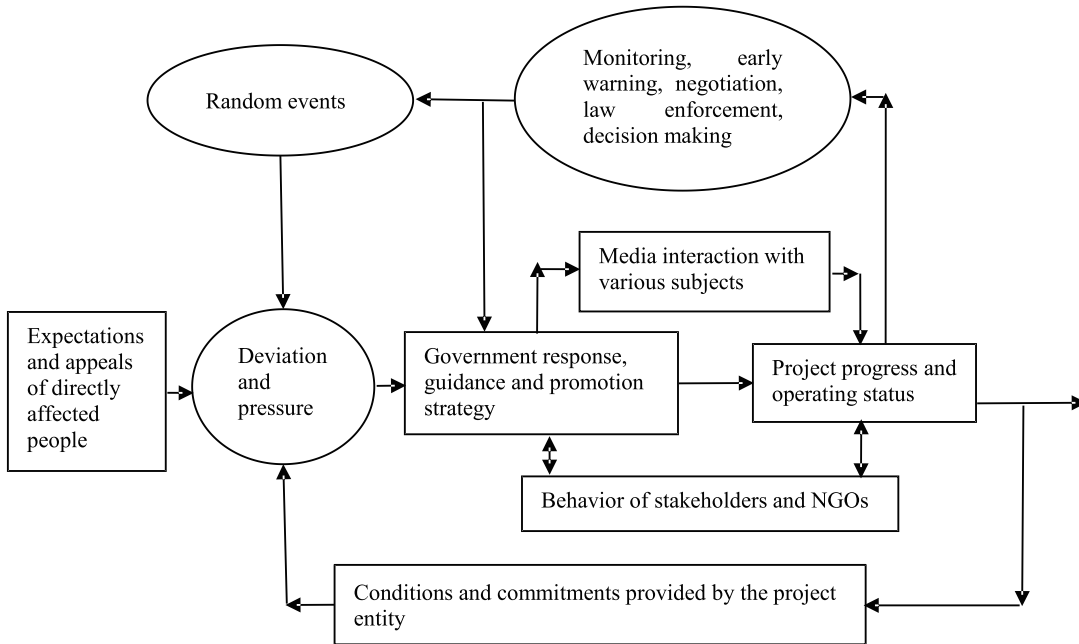 Random events
Monitoring, early
warning, negotiation,
law enforcement,
decision making
Media interaction with
various subjects
Expectations
and appeals
of directly
affected
people
Deviation
and
pressure
Government response,
guidance and promotion
strategy
Project progress and
operating status
Behavior of stakeholders and NGOs
Conditions and commitments provided by the project
entity